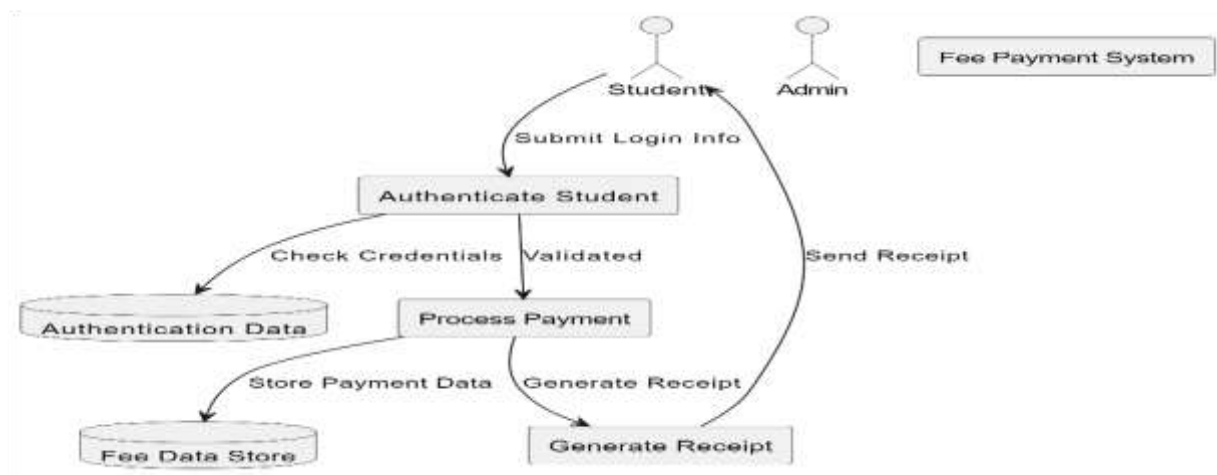 Fee Payment System
Student
Admin
Submit Login Info
Authenticate Student
Check Credentials
Validated
Send Receipt
Authentication Data
Process Payment
Store Payment Data
Generate Receipt
Fee Data Store
Generate Receipt